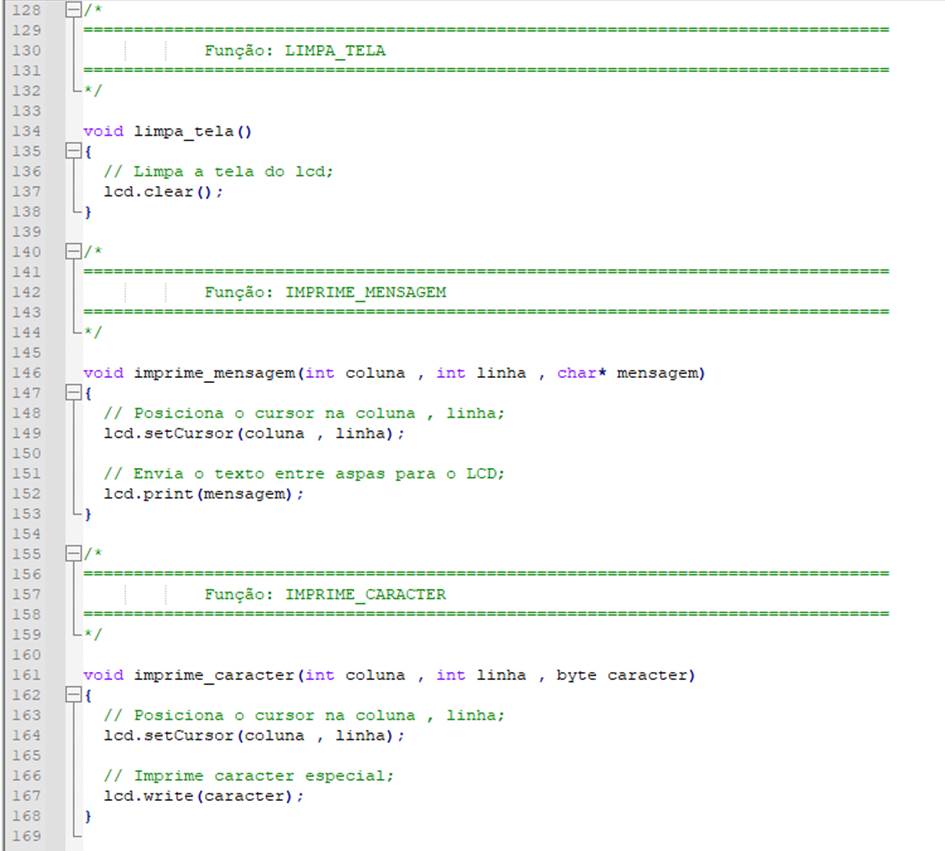 128 /*
129 ================================================================================
130 Função: LIMPA_TELA
131 ================================================================================
132 */
133
134 void limpa_tela()
135 {
136 // Limpa a tela do lcd;
137 lcd.clear();
138 }
139
140 /*
141 ================================================================================
142 Função: IMPRIME_MENSAGEM
143 ================================================================================
144 */
145
146 void imprime_mensagem(int coluna , int linha , char* mensagem)
147 {
148 // Posiciona o cursor na coluna , linha;
149 lcd.setCursor(coluna , linha);
150
151 // Envia o texto entre aspas para o LCD;
152 lcd.print(mensagem);
153 }
154
155 /*
156 ================================================================================
157 Função: IMPRIME_CARACTER
158 ================================================================================
159 */
160
161 void imprime_caracter(int coluna , int linha , byte caracter)
162 {
163 // Posiciona o cursor na coluna , linha;
164 lcd.setCursor(coluna , linha);
165
166 // Imprime caracter especial;
167 lcd.write(caracter);
168 }
169